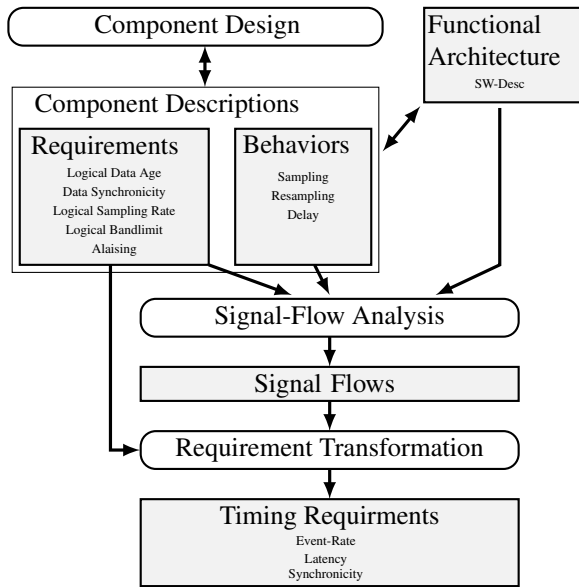 Component Design
Functional
Architecture
SW-Desc
Component Descriptions
Requirements
Logical Data Age
Data Synchronicity
Logical Sampling Rate
Logical Bandlimit
Alaising
Behaviors
Sampling
Resampling
Delay
Signal-Flow Analysis
Signal Flows
Requirement Transformation
Timing Requirments
Event-Rate
Latency
Synchronicity